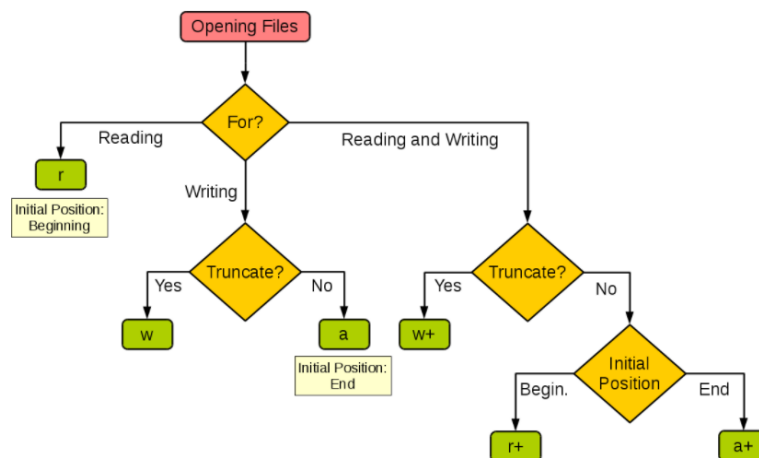 Opening Files
For?
Reading
Reading and Writing
r
Writing
Initial Position:
Beginning
Truncate?
Truncate?
Yes
No
Yes
No
w
a
w+
Initial Position:
End
Initial
Position
Begin.
End
r+
a+